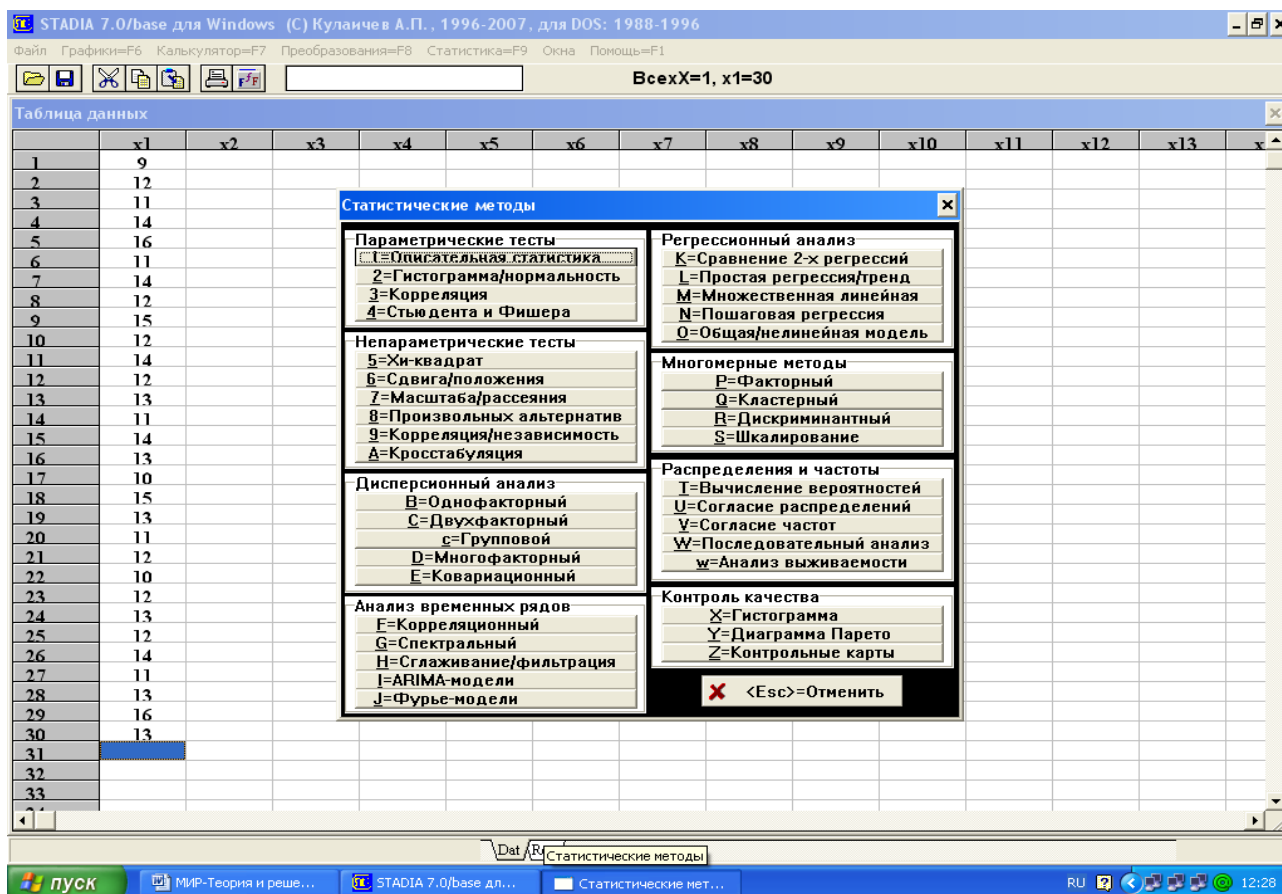 STADIA 7.0/base для Windows (C) Кулаичев А.П., 1996-2007, для DOS: 1988-1996
Файл Графики=F6 Калькулятор=F7 Преобразования=F8 Статистика=F9 Окна Помощь=F1
ВсехX=1, x1=30
Таблица данных
x1 x2 x3 x4 x5 x6 x7 x8 x9 x10 x11 x12 x13 x
1 9
2 12
3 11
4 14
5 16
6 11
7 14
8 12
9 15
10 12
11 14
12 12
13 13
14 11
15 14
16 13
17 10
18 15
19 13
20 11
21 12
22 10
23 12
24 13
25 12
26 14
27 11
28 13
29 16
30 13
31
32
33
Статистические методы
Параметрические тесты
1=Описательная статистика
2=Гистограмма/нормальность
3=Корреляция
4=Стьюдента и Фишера
Непараметрические тесты
5=Хи-квадрат
6=Сдвига/положения
7=Масштаба/рассеяния
8=Произвольных альтернатив
9=Корреляция/независимость
A=Кросстабуляция
Дисперсионный анализ
B=Однофакторный
C=Двухфакторный
c=Групповой
D=Многофакторный
E=Ковариационный
Анализ временных рядов
F=Корреляционный
G=Спектральный
H=Сглаживание/фильтрация
I=ARIMA-модели
J=Фурье-модели
Регрессионный анализ
K=Сравнение 2-х регрессий
L=Простая регрессия/тренд
M=Множественная линейная
N=Пошаговая регрессия
O=Общая/нелинейная модель
Многомерные методы
P=Факторный
Q=Кластерный
R=Дискриминантный
S=Шкалирование
Распределения и частоты
T=Вычисление вероятностей
U=Согласие распределений
V=Согласие частот
W=Последовательный анализ
w=Анализ выживаемости
Контроль качества
X=Гистограмма
Y=Диаграмма Парето
Z=Контрольные карты
<Esc>=Отменить
Dat
Статистические методы
пуск
МИР-Теория и реше...
STADIA 7.0/base дл...
Статистические мет...
RU
12:28